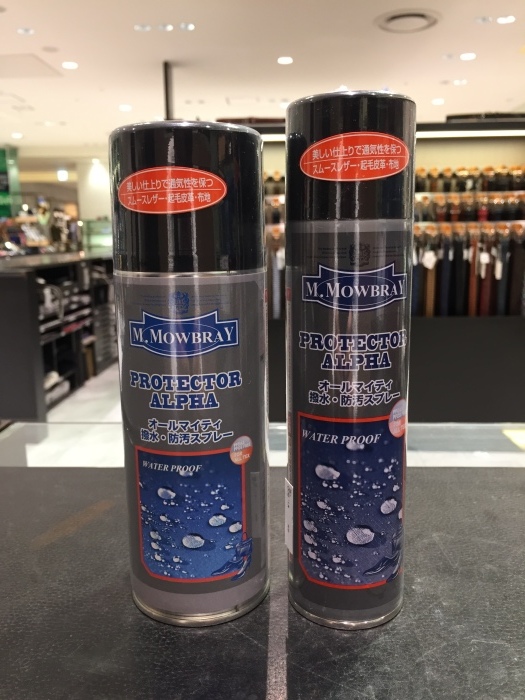 美しい仕上りで通気性を保つ
スムースレザー・起毛皮革・布地
M. MOWBRAY
PROTECTOR
ALPHA
オールマイティ
撥水・防汚スプレー
WATER PROOF
美しい仕上りで通気性を保つ
スムースレザー・起毛皮革・布地
M. MOWBRAY
PROTECTOR
ALPHA
オールマイティ
撥水・防汚スプレー
WATER PROOF